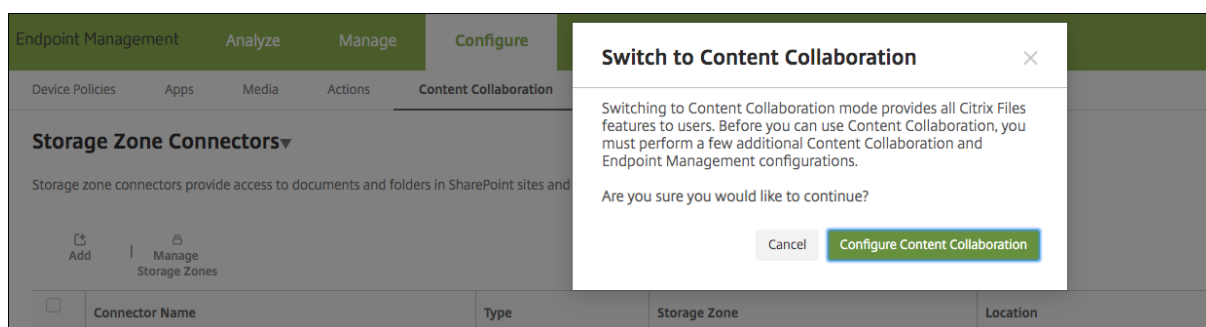 Endpoint Management Analyze Manage Configure
Device Policies Apps Media Actions Content Collaboration
Storage Zone Connectors
Storage zone connectors provide access to documents and folders in SharePoint sites and
Add Manage
Storage Zones
Connector Name Type Storage Zone Location
Switch to Content Collaboration
Switching to Content Collaboration mode provides all Citrix Files
features to users. Before you can use Content Collaboration, you
must perform a few additional Content Collaboration and
Endpoint Management configurations.
Are you sure you would like to continue?
Cancel Configure Content Collaboration